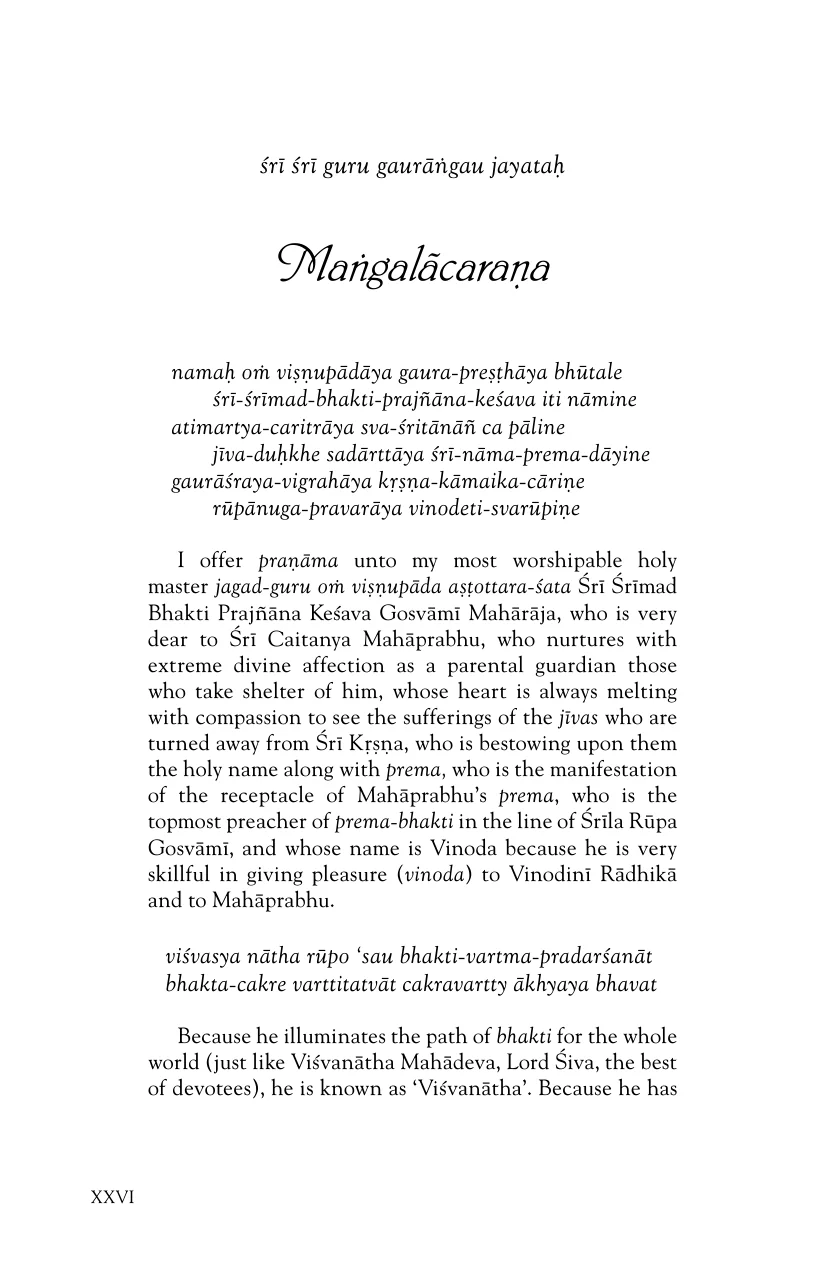 śrī śrī guru gaurāṅgau jayataḥ
Maṅgalãcaraṇa
namaḥ oṁ viṣṇupādāya gaura-preṣṭhāya bhūtale
śrī-śrīmad-bhakti-prajñāna-keśava iti nāmine
atimartya-caritrāya sva-śritānāñ ca pāline
jīva-duḥkhe sadārttāya śrī-nāma-prema-dāyine
gaurāśraya-vigrahāya kṛṣṇa-kāmaika-cāriṇe
rūpānuga-pravarāya vinodeti-svarūpiṇe
I offer praṇāma unto my most worshipable holy
master jagad-guru oṁ viṣṇupāda aṣṭottara-śata Śrī Śrīmad
Bhakti Prajñāna Keśava Gosvāmī Mahārāja, who is very
dear to Śrī Caitanya Mahāprabhu, who nurtures with
extreme divine affection as a parental guardian those
who take shelter of him, whose heart is always melting
with compassion to see the sufferings of the jīvas who are
turned away from Śrī Kṛṣṇa, who is bestowing upon them
the holy name along with prema, who is the manifestation
of the receptacle of Mahāprabhu’s prema, who is the
topmost preacher of prema-bhakti in the line of Śrīla Rūpa
Gosvāmī, and whose name is Vinoda because he is very
skillful in giving pleasure (vinoda) to Vinodinī Rādhikā
and to Mahāprabhu.
viśvasya nātha rūpo ‘sau bhakti-vartma-pradarśanāt
bhakta-cakre varttitatvāt cakravartty ākhyaya bhavat
Because he illuminates the path of bhakti for the whole
world (just like Viśvanātha Mahādeva, Lord Śiva, the best
of devotees), he is known as ‘Viśvanātha’. Because he has
XXVI